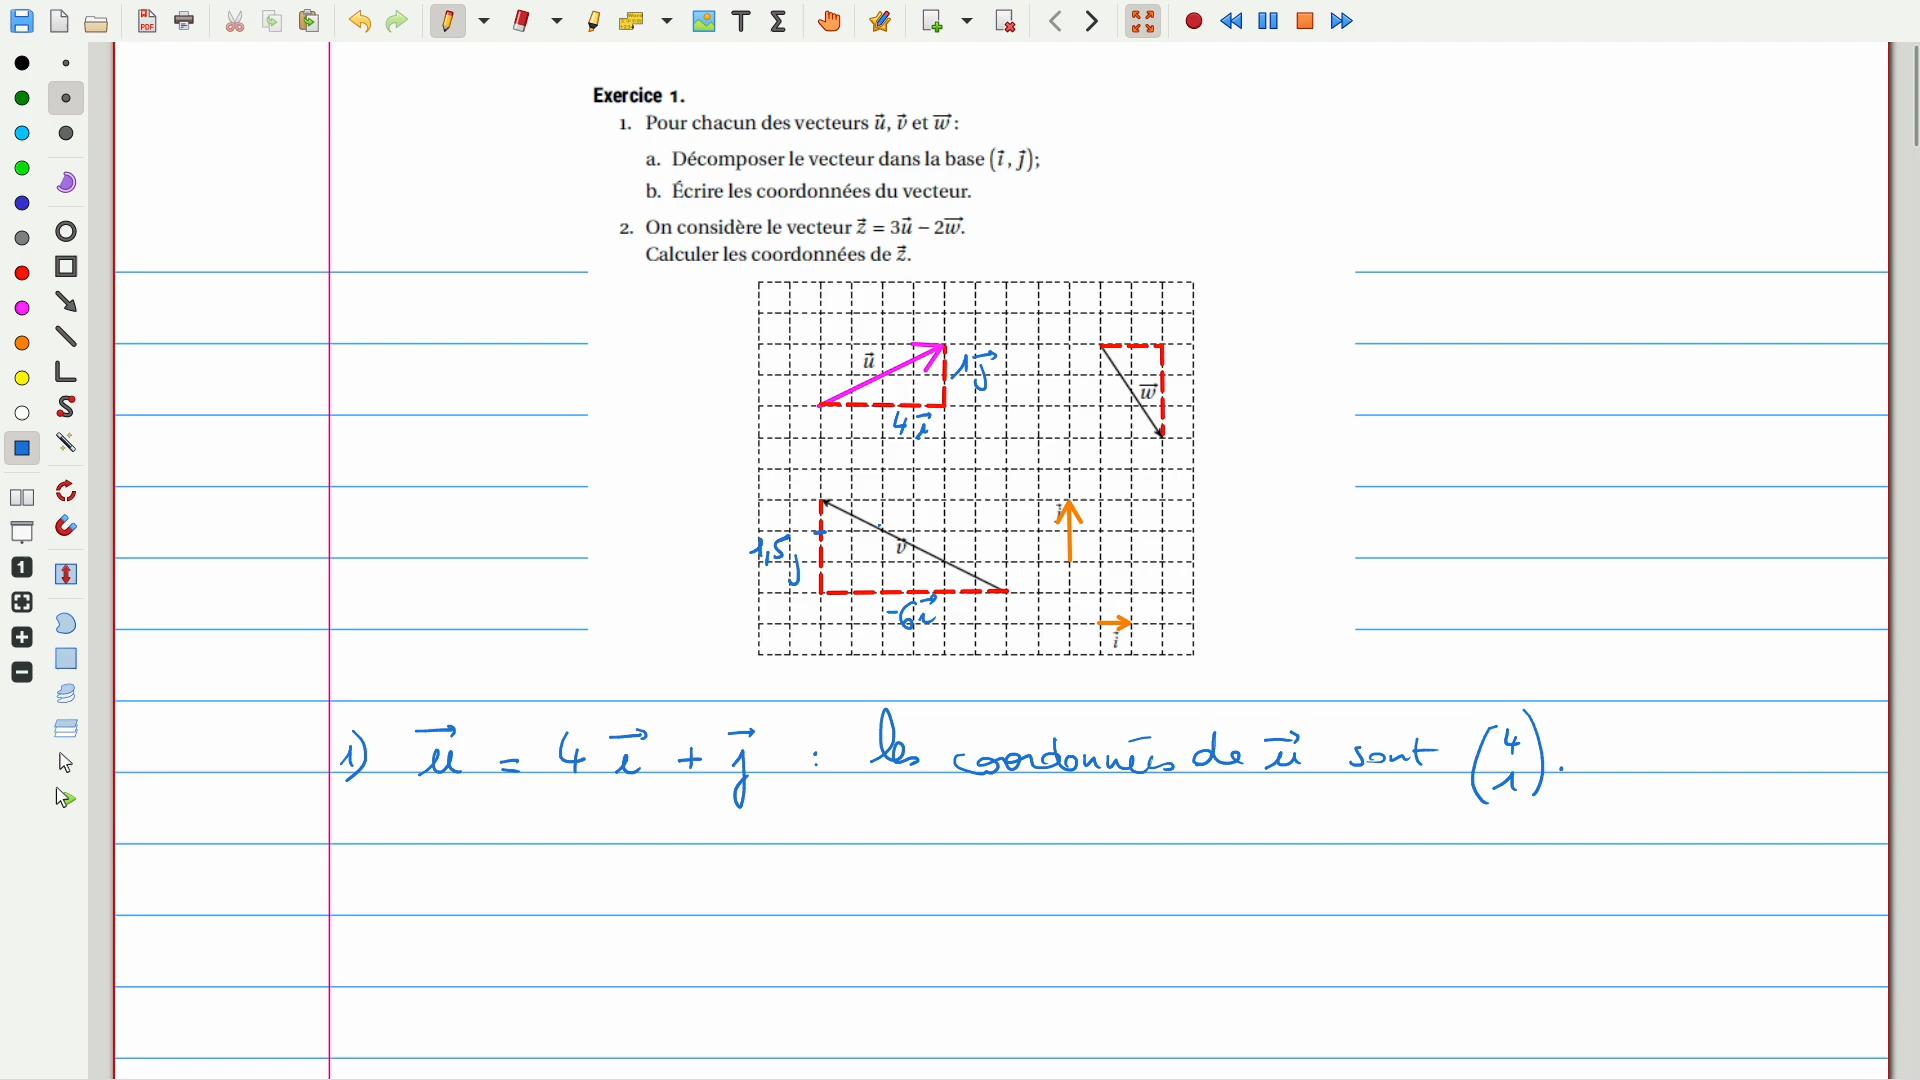 Exercice 1.
1. Pour chacun des vecteurs u⃗, v⃗ et w⃗ :
a. Décomposer le vecteur dans la base (i⃗, j⃗);
b. Écrire les coordonnées du vecteur.
2. On considère le vecteur z⃗ = 3u⃗ − 2w⃗.
Calculer les coordonnées de z⃗.
u⃗
1j⃗
4i⃗
w⃗
j⃗
v⃗
1,5j
-6i⃗
i⃗
1) u⃗ = 4 i⃗ + j⃗ : les coordonnées de u⃗ sont (4 1).